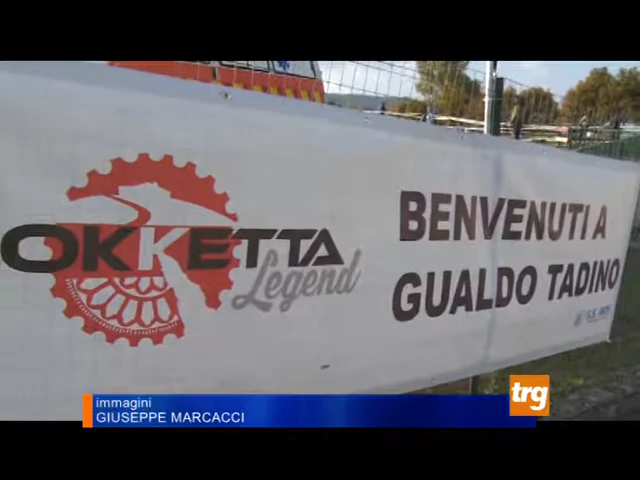 OKKETTA
Legend
BENVENUTI A
GUALDO TADINO
immagini
GIUSEPPE MARCACCI
trg